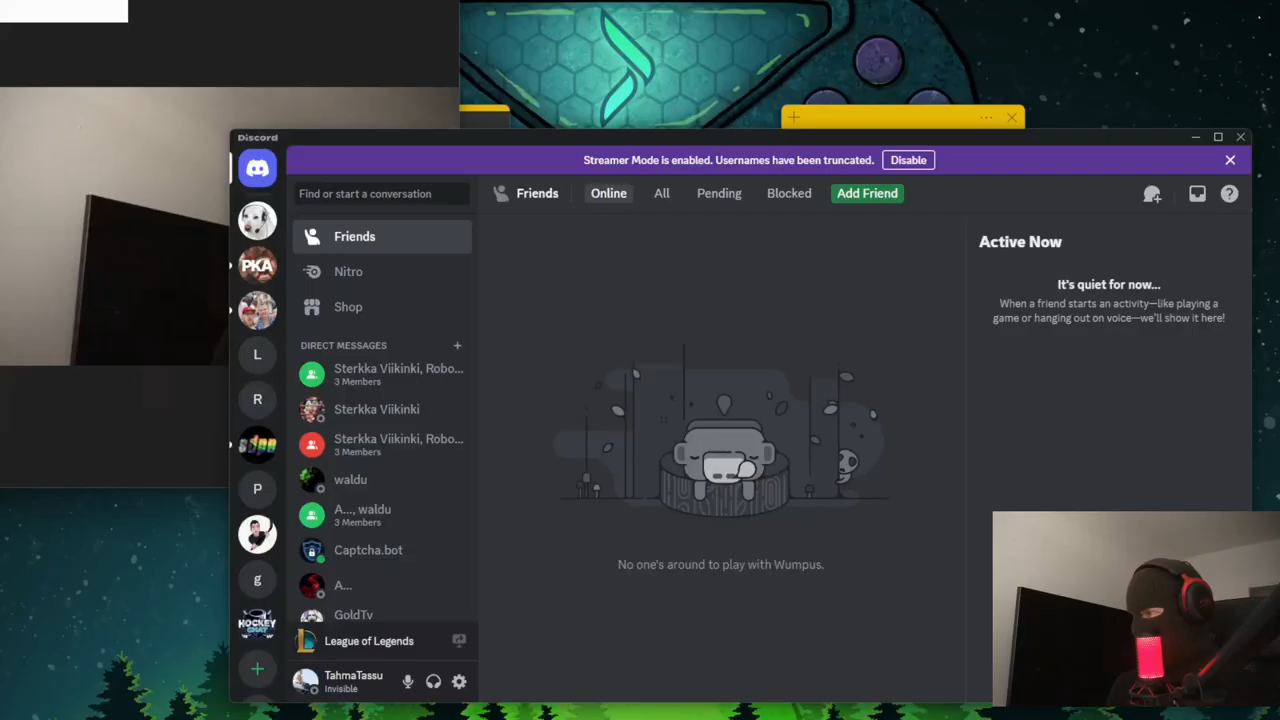 Discord
Streamer Mode is enabled. Usernames have been truncated.
Disable
Find or start a conversation
Friends
Online
All
Pending
Blocked
Add Friend
Friends
Nitro
Shop
DIRECT MESSAGES
Sterkka Viikinki, Robo...
3 Members
Sterkka Viikinki
Sterkka Viikinki, Robo...
3 Members
waldu
A..., waldu
3 Members
Captcha.bot
A...
GoldTv
League of Legends
TahmaTassu
Invisible
PKA
L
R
P
g
HOCKEY
CHAT
No one's around to play with Wumpus.
Active Now
It's quiet for now...
When a friend starts an activity—like playing a
game or hanging out on voice—we'll show it here!